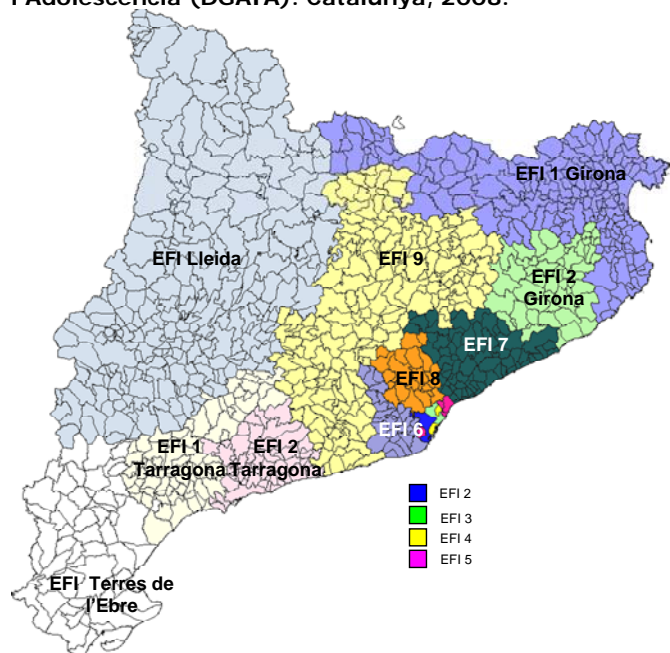 i Adolescència (DGAIA). Catalunya, 2008.
EFI 1 Girona
EFI Lleida
EFI 9
EFI 2
Girona
EFI 7
EFI 8
EFI 6
EFI 1
Tarragona
EFI 2
Tarragona
EFI 2
EFI 3
EFI 4
EFI 5
EFI Terres de
l'Ebre